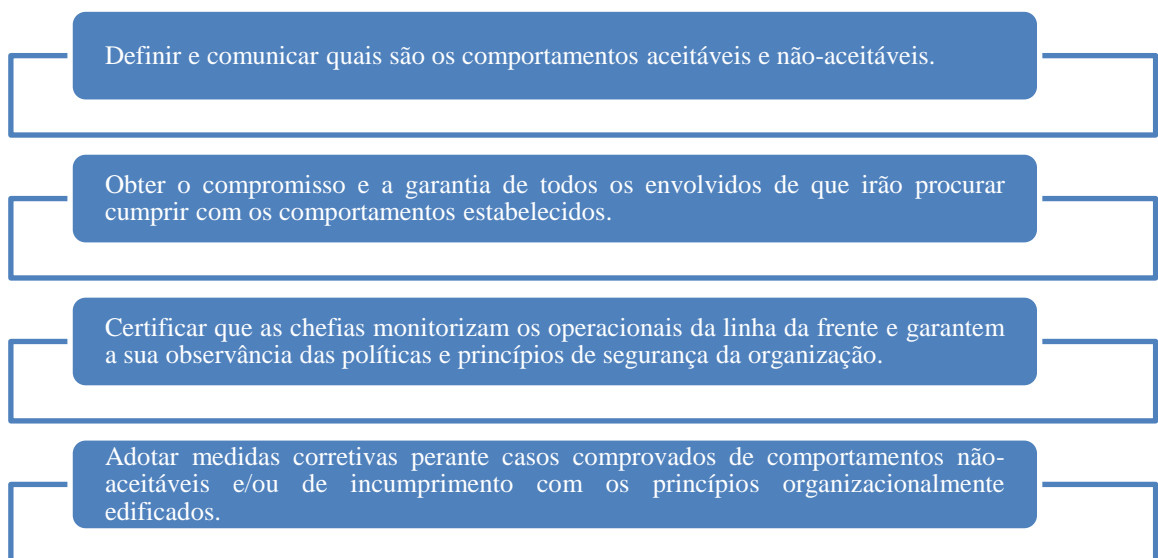 Definir e comunicar quais são os comportamentos aceitáveis e não-aceitáveis.
Obter o compromisso e a garantia de todos os envolvidos de que irão procurar
cumprir com os comportamentos estabelecidos.
Certificar que as chefias monitorizam os operacionais da linha da frente e garantem
a sua observância das políticas e princípios de segurança da organização.
Adotar medidas corretivas perante casos comprovados de comportamentos não-
aceitáveis e/ou de incumprimento com os princípios organizacionalmente
edificados.